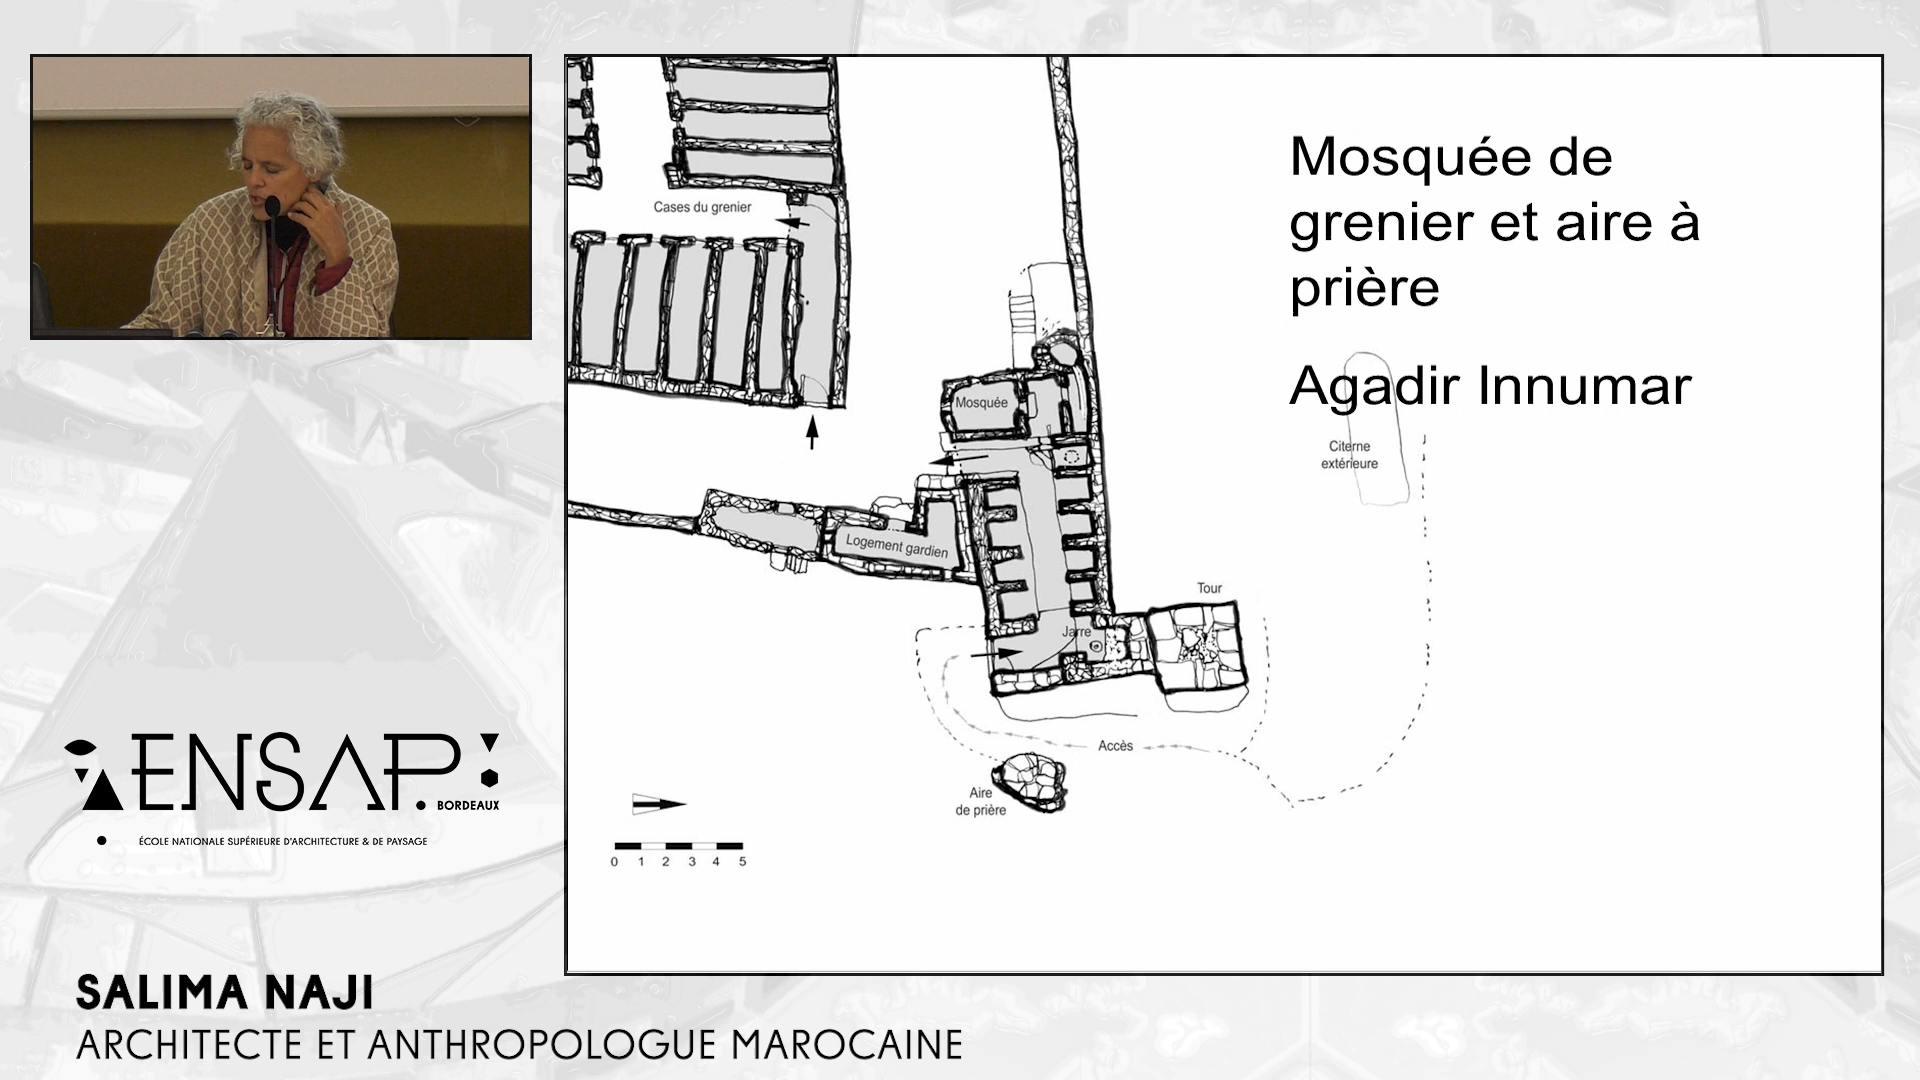 Mosquée de
grenier et aire à
prière
Agadir Innumar
Cases du grenier
Mosquée
Citerne
extérieure
Logement gardien
Tour
Jarre
Accès
Aire
de prière
0 1 2 3 4 5
ENSAP.
BORDEAUX
ÉCOLE NATIONALE SUPÉRIEURE D'ARCHITECTURE & DE PAYSAGE
SALIMA NAJI
ARCHITECTE ET ANTHROPOLOGUE MAROCAINE